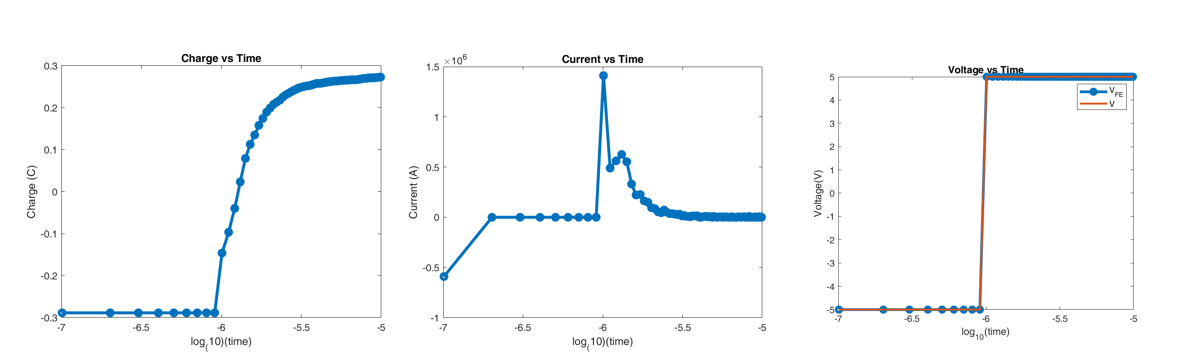 Charge vs Time
0.3
0.2
0.1
0
-0.1
-0.2
-0.3
Charge (C)
-7 -6.5 -6 -5.5 -5
log(10)(time)
Current vs Time
×10^6
1.5
1
0.5
0
-0.5
-1
Current (A)
-7 -6.5 -6 -5.5 -5
log(10)(time)
Voltage vs Time
5
4
3
2
1
0
-1
-2
-3
-4
-5
Voltage(V)
-7 -6.5 -6 -5.5 -5
log10(time)
VFE
V